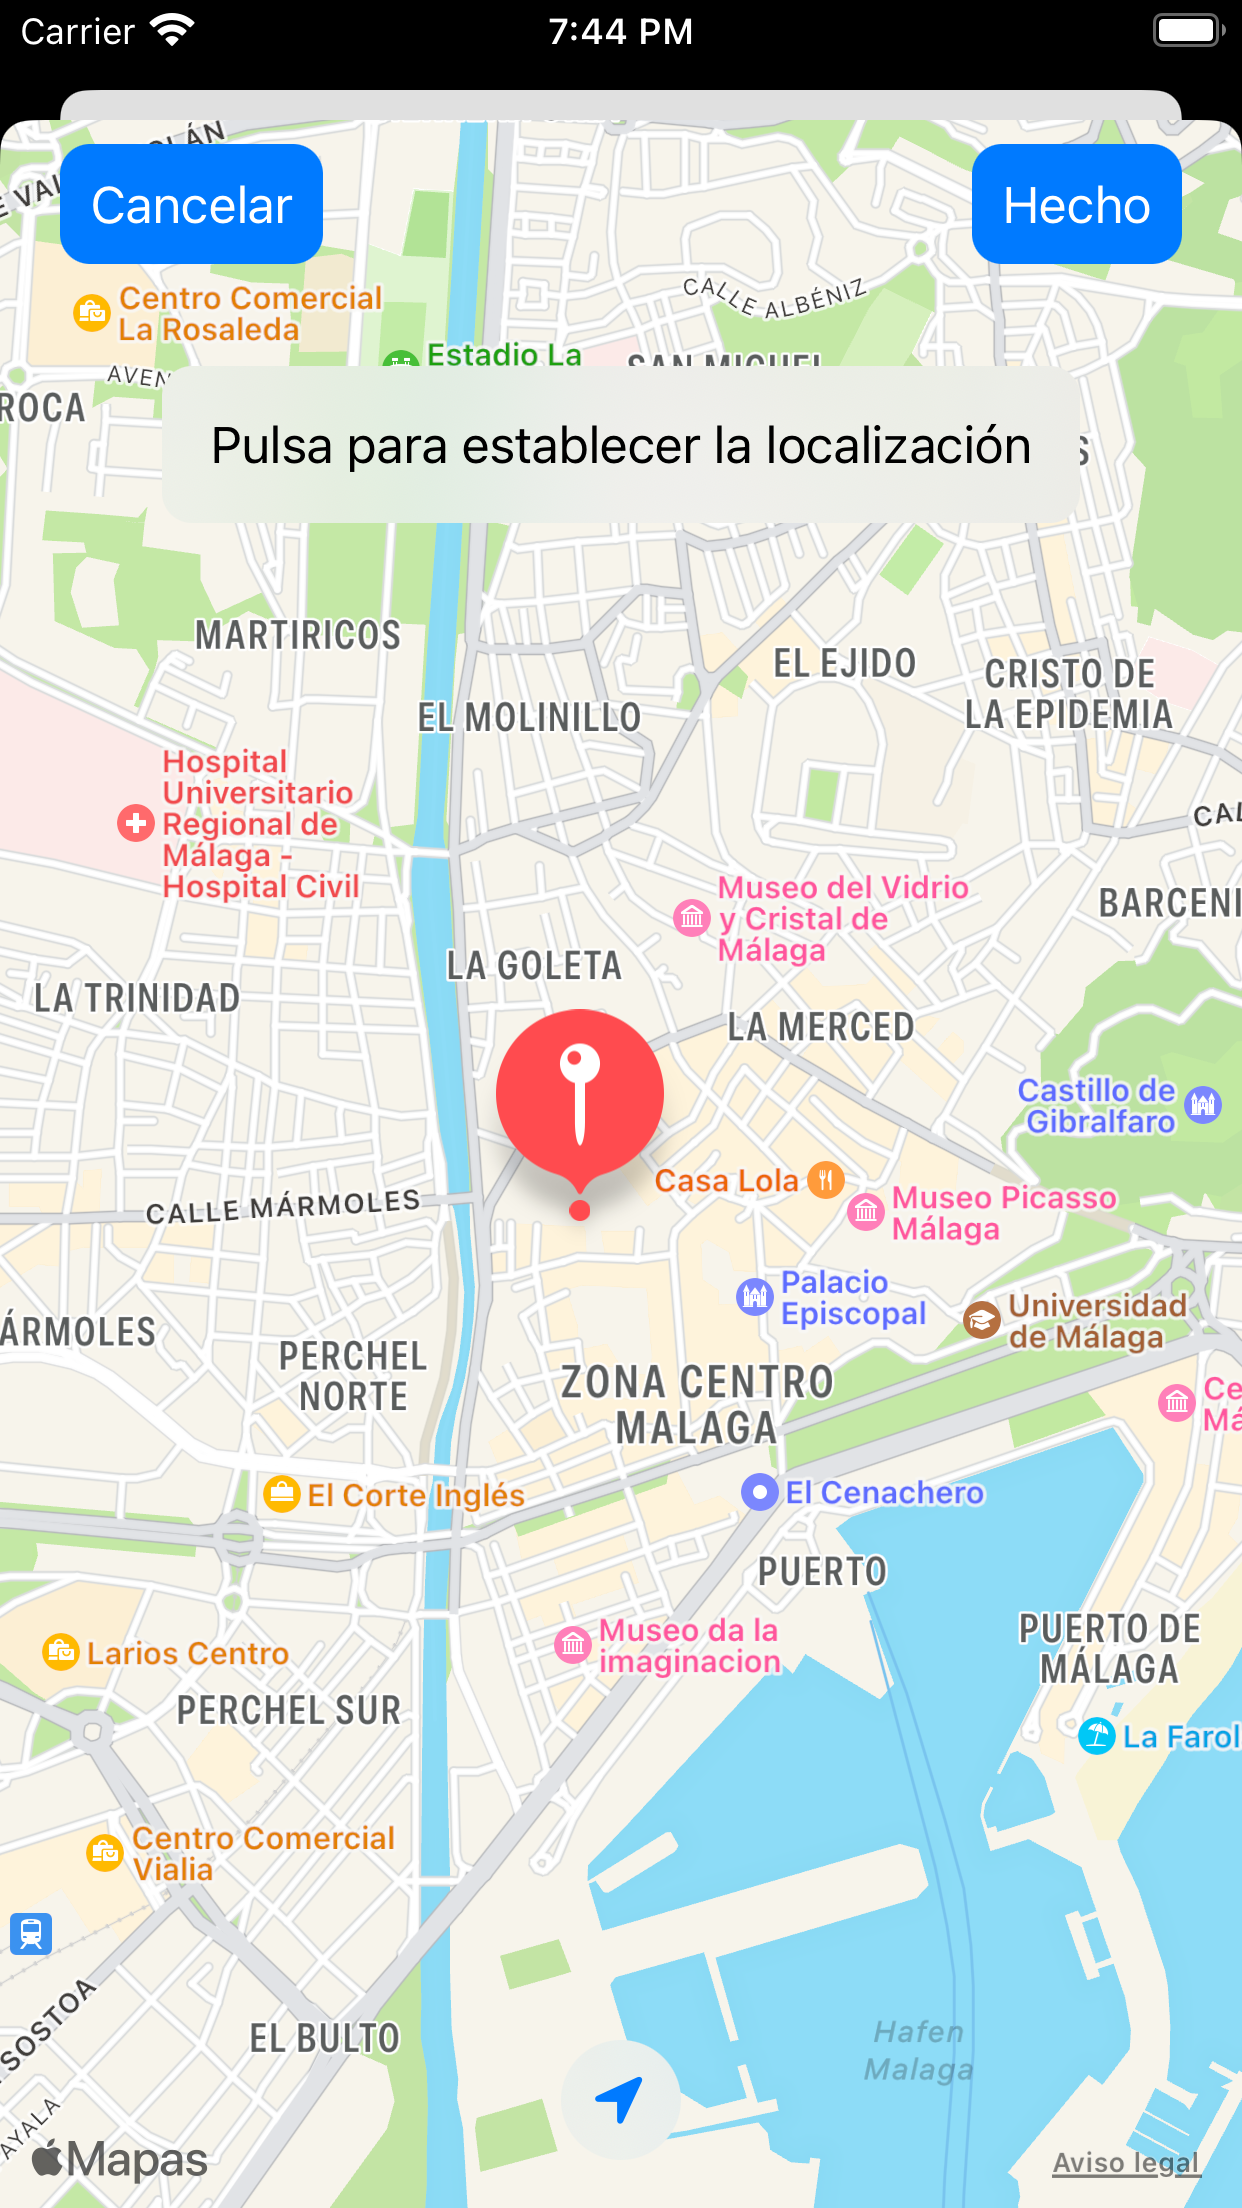 Carrier
7:44 PM
Cancelar
Hecho
CALLE ALBÉNIZ
Centro Comercial
La Rosaleda
Estadio La
SAN MIGUEL
Pulsa para establecer la localización
MARTIRICOS
EL EJIDO
CRISTO DE
LA EPIDEMIA
EL MOLINILLO
Hospital
Universitario
Regional de
Málaga -
Hospital Civil
Museo del Vidrio
y Cristal de
Málaga
BARCENI
LA GOLETA
LA TRINIDAD
LA MERCED
Castillo de
Gibralfaro
Casa Lola
Museo Picasso
Málaga
CALLE MÁRMOLES
Palacio
Episcopal
Universidad
de Málaga
ÁRMOLES
PERCHEL
NORTE
ZONA CENTRO
MALAGA
Ce
Má
El Corte Inglés
El Cenachero
PUERTO
Museo da la
imaginacion
PUERTO DE
MÁLAGA
Larios Centro
PERCHEL SUR
La Farol
Centro Comercial
Vialia
SOSTOA
EL BULTO
Hafen
Malaga
AYALA
Mapas
Aviso legal